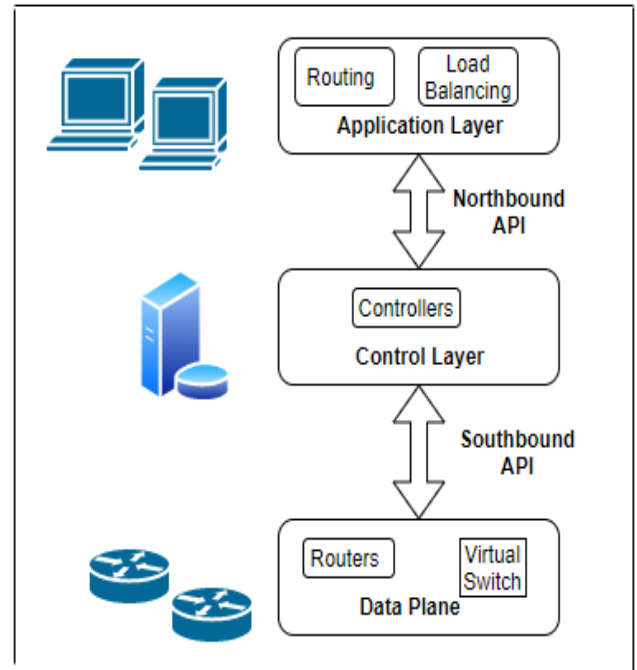 Routing
Load
Balancing
Application Layer
Northbound
API
Controllers
Control Layer
Southbound
API
Routers
Virtual
Switch
Data Plane